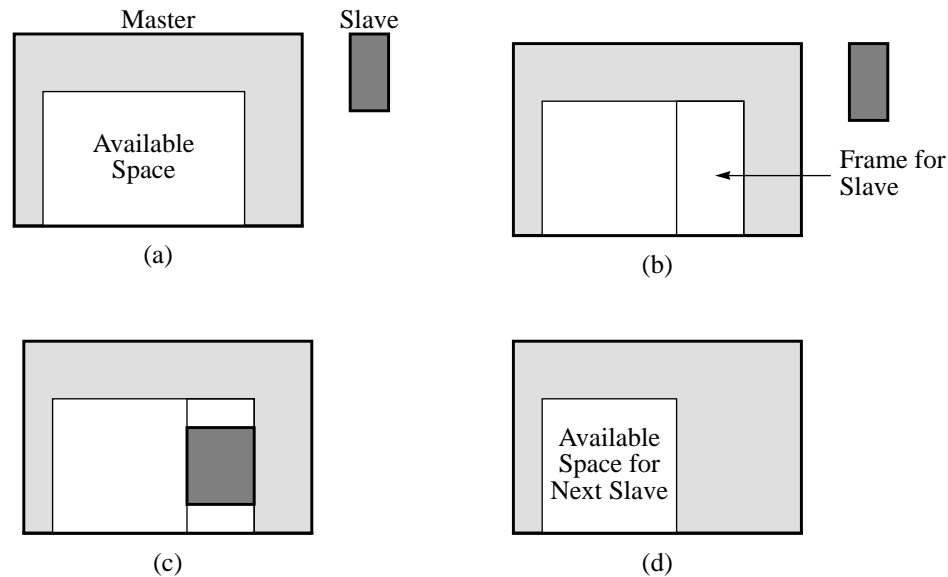 Master
Slave
Available
Space
(a)
Frame for
Slave
(b)
(c)
Available
Space for
Next Slave
(d)